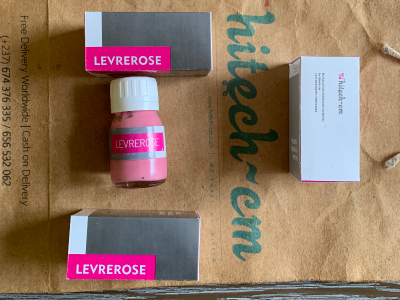 LEVREROSE
LEVREROSE
LEVREROSE
hitech~cm
hitech~cm
Free Delivery Worldwide | Cash on Delivery
(+237) 674 376 335 / 656 532 062